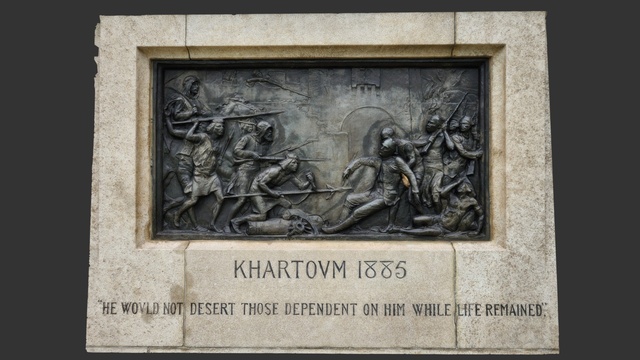 KHARTOVM 1885
"HE WOVLD NOT DESERT THOSE DEPENDENT ON HIM WHILE LIFE REMAINED".